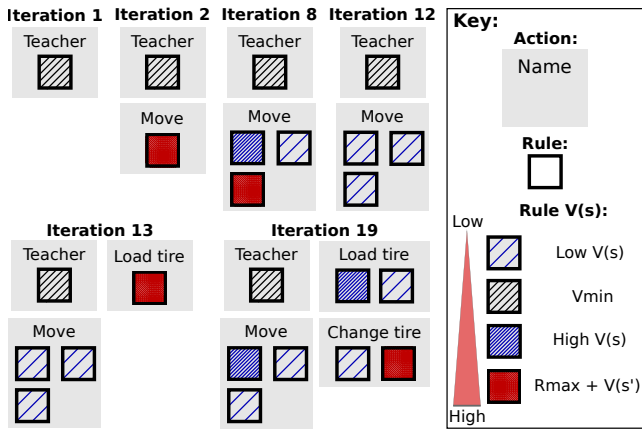 Iteration 1
Iteration 2
Iteration 8
Iteration 12
Teacher
Teacher
Teacher
Teacher
Move
Move
Move
Iteration 13
Iteration 19
Teacher
Load tire
Teacher
Load tire
Move
Move
Change tire
Key:
Action:
Name
Rule:
Rule V(s):
Low
Low V(s)
Vmin
High V(s)
Rmax + V(s')
High